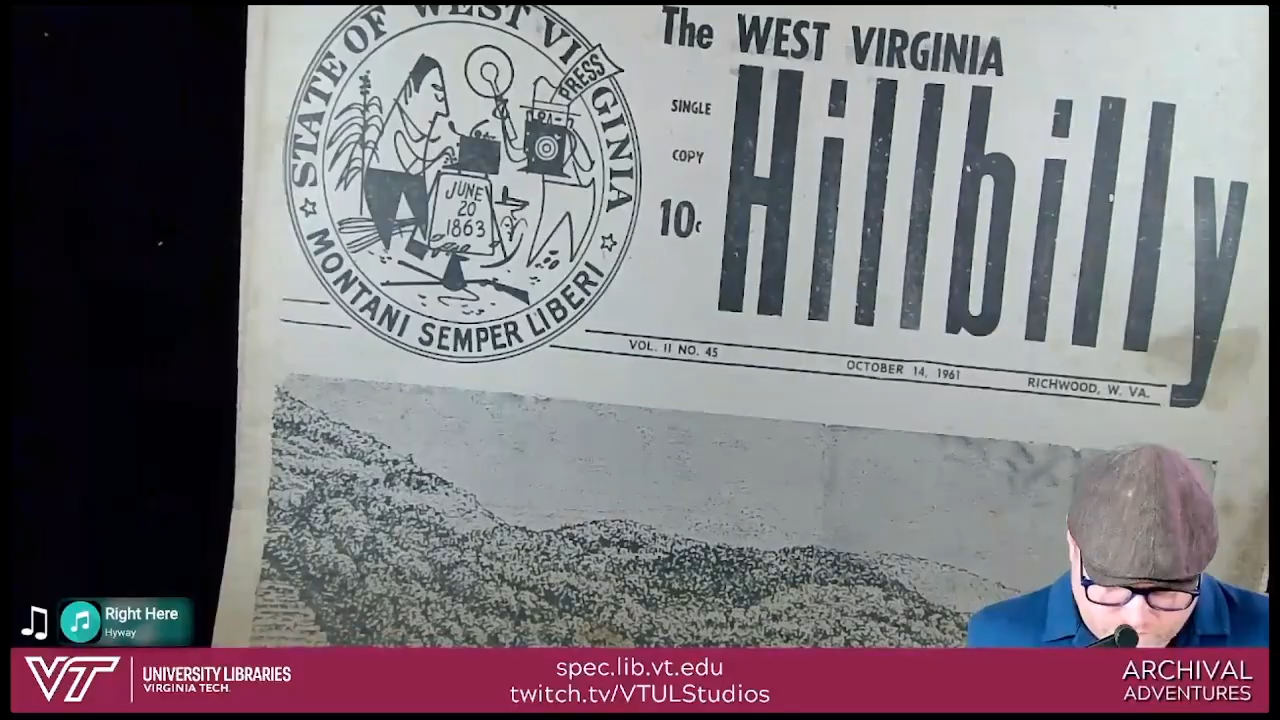 STATE OF WEST VIRGINIA
PRESS
JUNE
20
1863
MONTANI SEMPER LIBERI
The WEST VIRGINIA
Hillbilly
SINGLE
COPY
10c
VOL. II NO. 45
OCTOBER 14, 1961
RICHWOOD, W. VA.
Right Here
Hyway
VT
UNIVERSITY LIBRARIES
VIRGINIA TECH.
spec.lib.vt.edu
twitch.tv/VTULStudios
ARCHIVAL
ADVENTURES